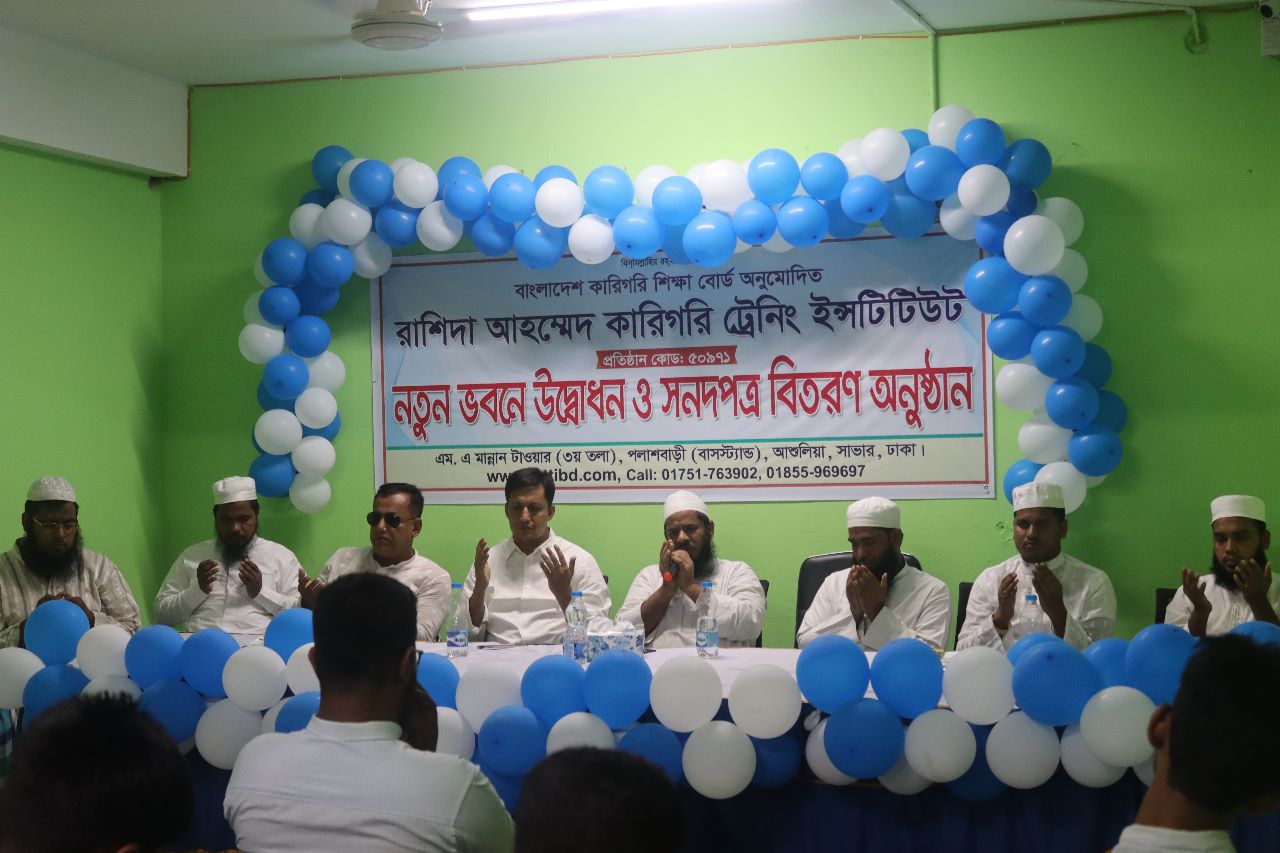 বাংলাদেশ কারিগরি শিক্ষা বোর্ড অনুমোদিত
রাশিদা আহম্মেদ কারিগরি ট্রেনিং ইন্সটিটিউট
প্রতিষ্ঠান কোড: ৫০৯৭১
নতুন ভবনে উদ্বোধন ও সনদপত্র বিতরণ অনুষ্ঠান
এম. এ মান্নান টাওয়ার (৩য় তলা), পলাশবাড়ী (বাসস্ট্যান্ড), আশুলিয়া, সাভার, ঢাকা।
Call: 01751-763902, 01855-969697